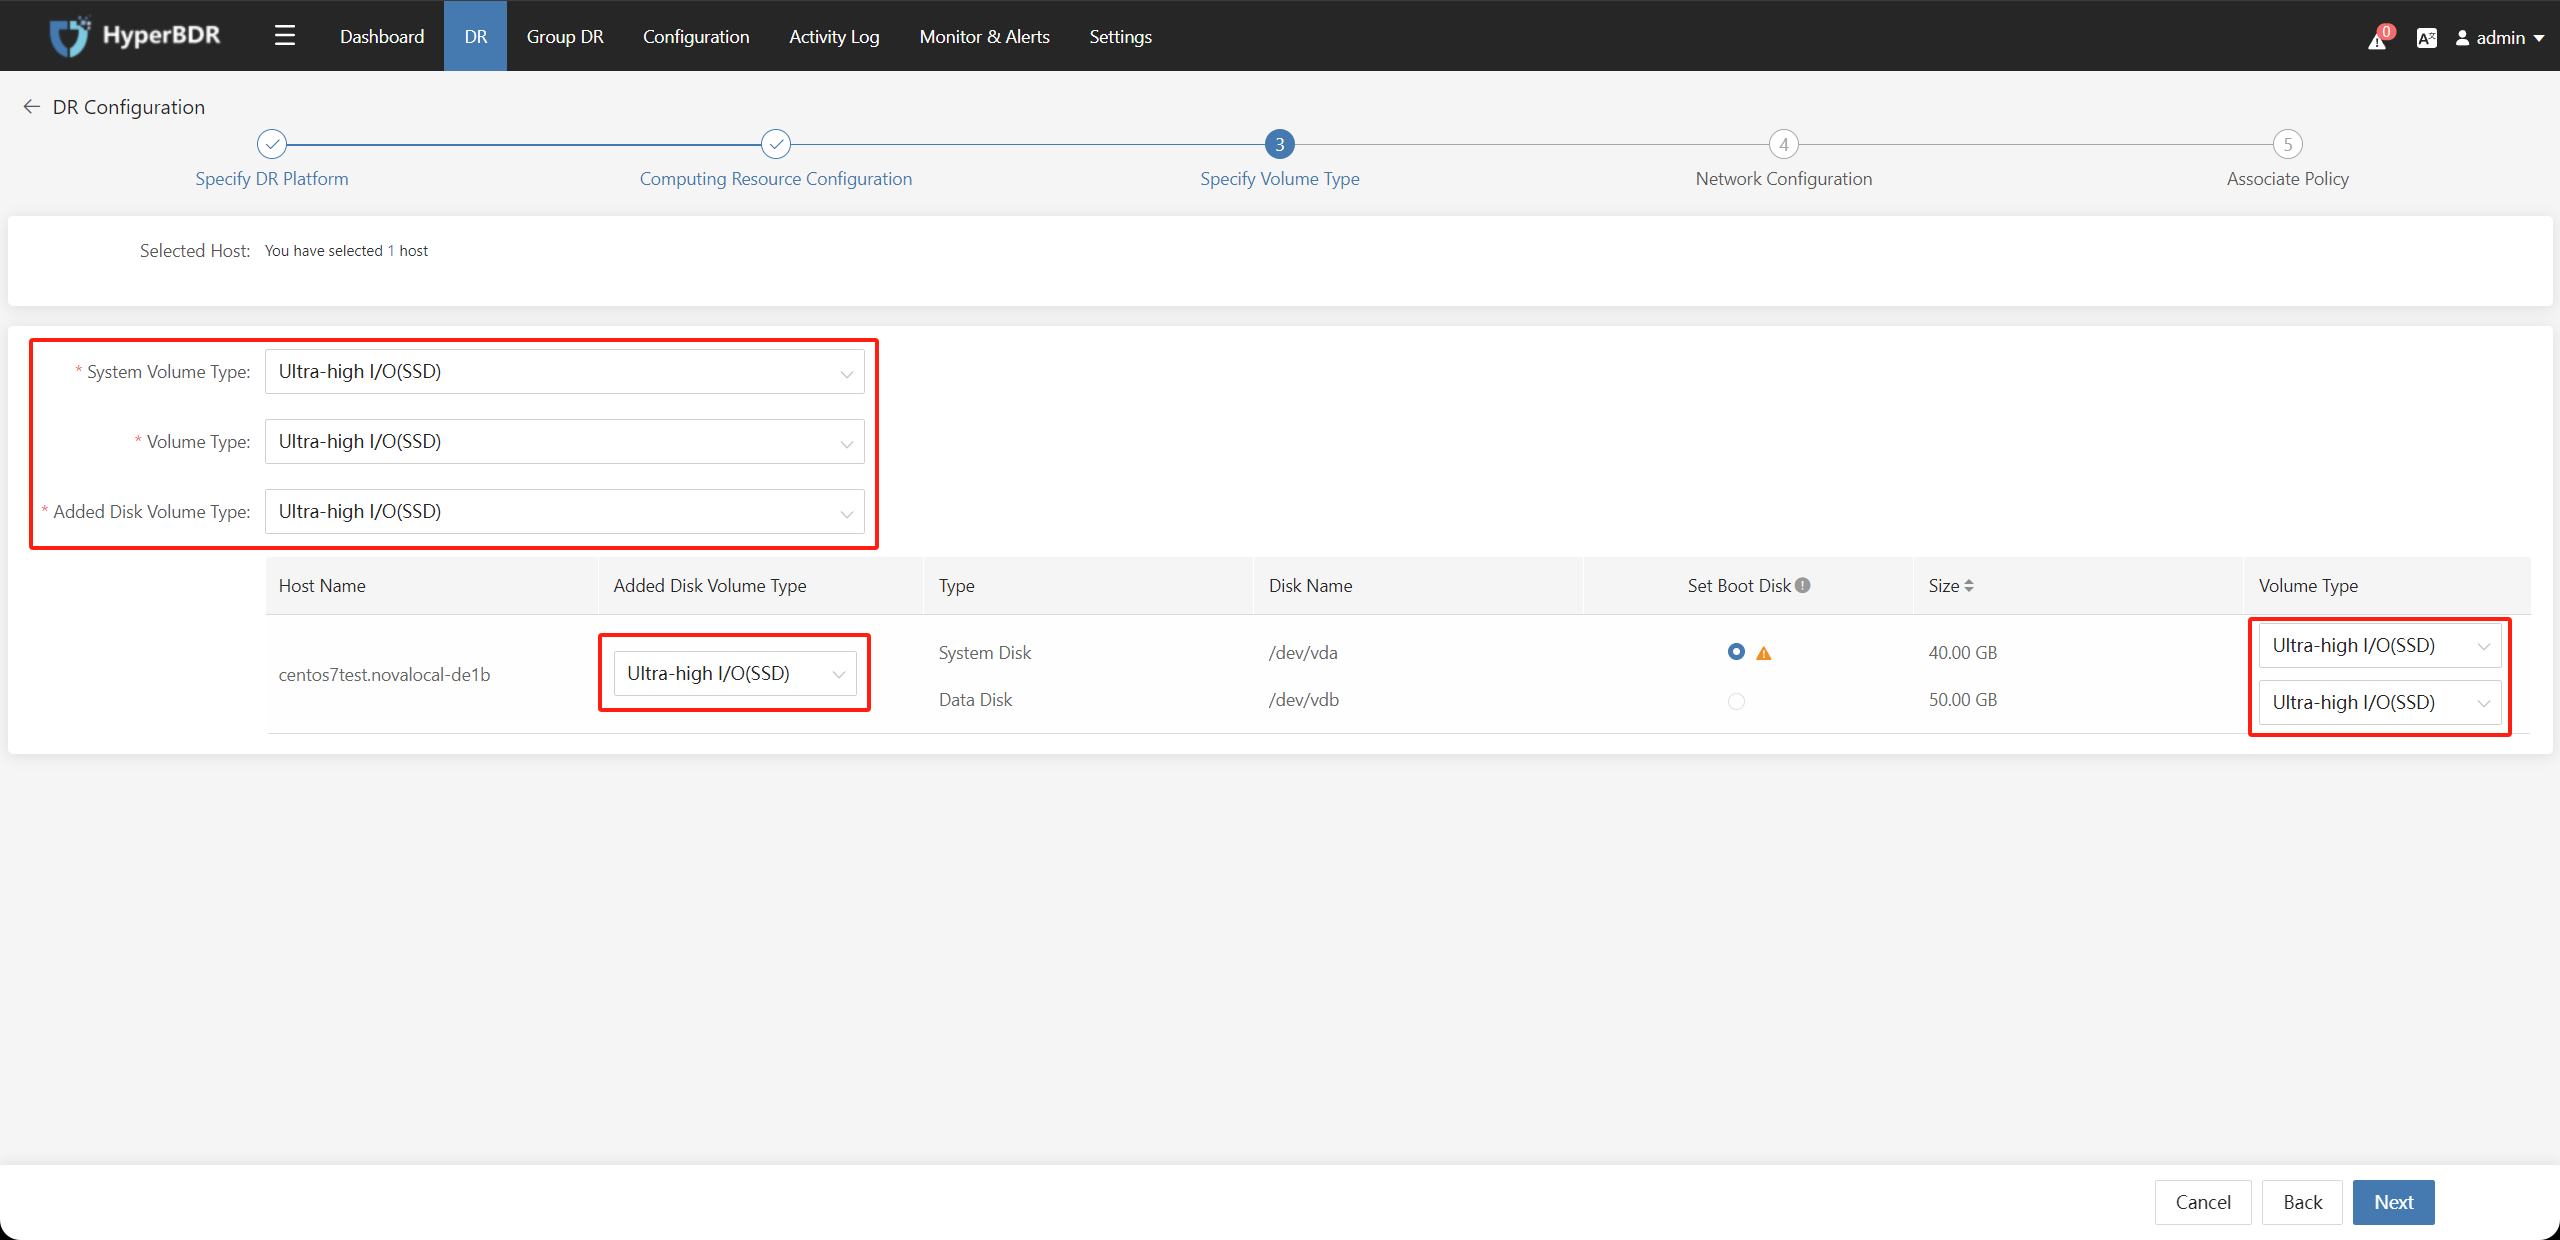 HyperBDR
Dashboard DR Group DR Configuration Activity Log Monitor & Alerts Settings
0 A admin
DR Configuration
3 4 5
Specify DR Platform Computing Resource Configuration Specify Volume Type Network Configuration Associate Policy
Selected Host: You have selected 1 host
* System Volume Type: Ultra-high I/O(SSD)
* Volume Type: Ultra-high I/O(SSD)
* Added Disk Volume Type: Ultra-high I/O(SSD)
Host Name Added Disk Volume Type Type Disk Name Set Boot Disk Size Volume Type
centos7test.novalocal-de1b Ultra-high I/O(SSD)
System Disk /dev/vda 40.00 GB Ultra-high I/O(SSD)
Data Disk /dev/vdb 50.00 GB Ultra-high I/O(SSD)
Cancel Back Next